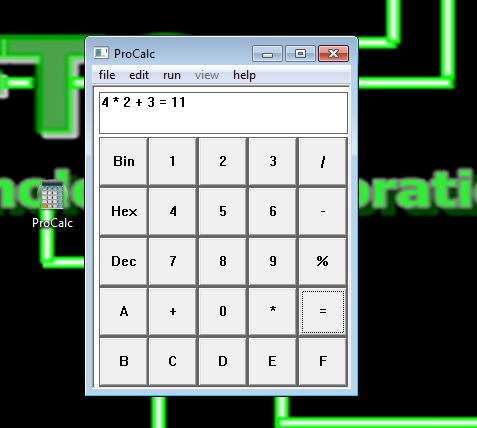 ProCalc
file edit run view help
4 * 2 + 3 = 11
Bin 1 2 3 /
Hex 4 5 6 -
ProCalc
Dec 7 8 9 %
A + 0 * =
B C D E F